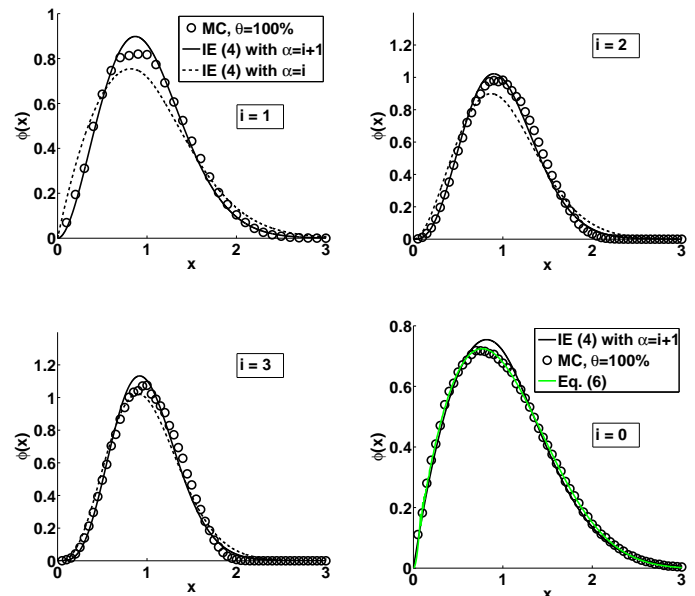 MC, θ=100%
IE (4) with α=i+1
IE (4) with α=i
i = 1
φ(x)
1
0.8
0.6
0.4
0.2
0
0 1 2 3
x
i = 2
φ(x)
1.2
1
0.8
0.6
0.4
0.2
0
0 1 2 3
x
i = 3
φ(x)
1.2
1
0.8
0.6
0.4
0.2
0
0 1 2 3
x
IE (4) with α=i+1
MC, θ=100%
Eq. (6)
i = 0
φ(x)
0.8
0.6
0.4
0.2
0
0 1 2 3
x